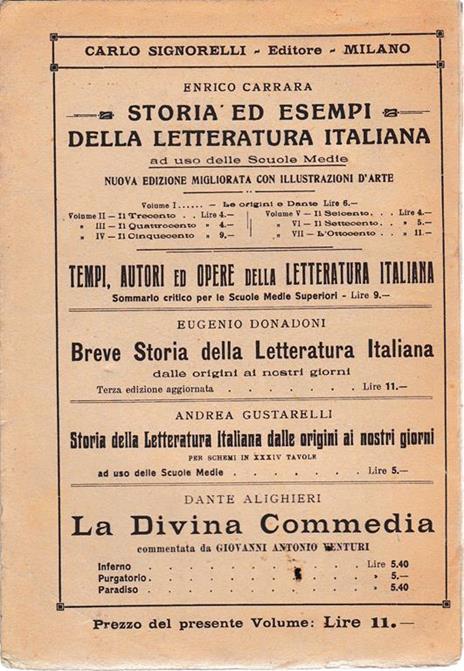 CARLO SIGNORELLI - Editore - MILANO
ENRICO CARRARA
STORIA ED ESEMPI
DELLA LETTERATURA ITALIANA
ad uso delle Scuole Medie
NUOVA EDIZIONE MIGLIORATA CON ILLUSTRAZIONI D'ARTE
Volume I...... - Le origini e Dante Lire 6.-
Volume II - Il Trecento . Lire 4.- Volume V - Il Seicento. . Lire 4.-
» III - Il Quattrocento » 4.- » VI - Il Settecento. . » 5.-
» IV - Il Cinquecento » 9.- » VII - L'Ottocento . . » 11.-
TEMPI, AUTORI ED OPERE DELLA LETTERATURA ITALIANA
Sommario critico per le Scuole Medie Superiori - Lire 9.-
EUGENIO DONADONI
Breve Storia della Letteratura Italiana
dalle origini ai nostri giorni
Terza edizione aggiornata . . . . . . . Lire 11.-
ANDREA GUSTARELLI
Storia della Letteratura Italiana dalle origini ai nostri giorni
PER SCHEMI IN XXXIV TAVOLE
ad uso delle Scuole Medie . . . . . . Lire 5.-
DANTE ALIGHIERI
La Divina Commedia
commentata da GIOVANNI ANTONIO VENTURI
Inferno . . . . . . . . . . Lire 5.40
Purgatorio. . . . . . . . . . » 5.-
Paradiso . . . . . . . . . . » 5.40
Prezzo del presente Volume: Lire 11.-